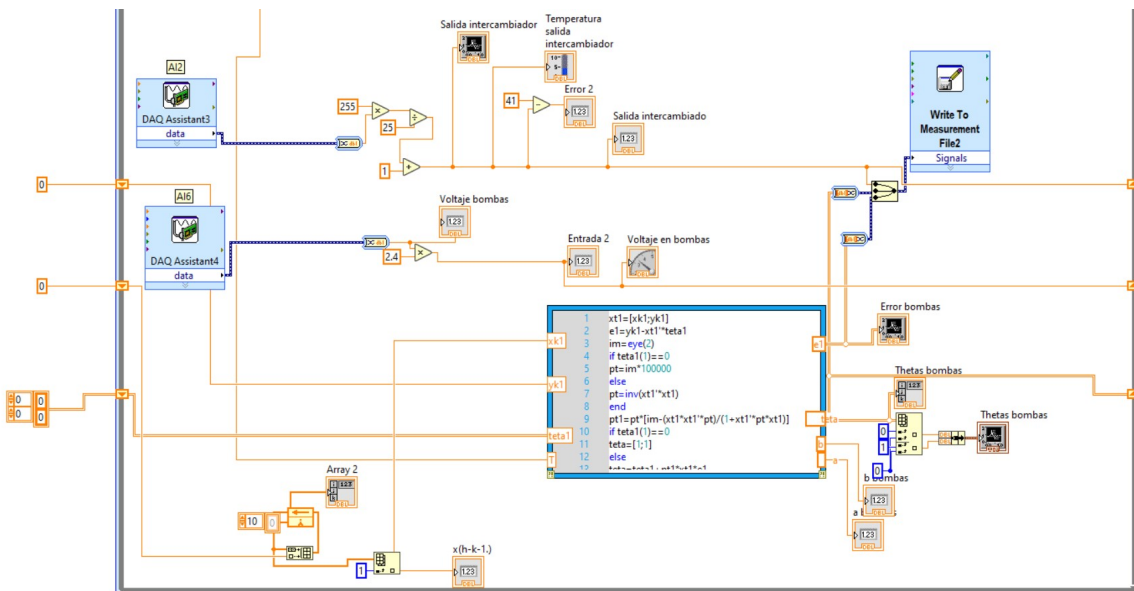 Salida intercambiador
Temperatura
salida
intercambiador
AI2
DAQ Assistant3
data
255
25
1
41
Error 2
Salida intercambiado
Write To
Measurement
File2
Signals
0
AI6
DAQ Assistant4
data
Voltaje bombas
2.4
Entrada 2
Voltaje en bombas
0
1 xt1=[xk1;yk1]
2 e1=yk1-xt1'*teta1
3 im=eye(2)
4 if teta1(1)==0
5 pt=im*100000
6 else
7 pt=inv(xt1'*xt1)
8 end
9 pt1=pt*[im-(xt1*xt1'*pt)/(1+xt1'*pt*xt1)]
10 if teta1(1)==0
11 teta=[1;1]
12 else
xk1
yk1
teta1
T
e1
teta
b
a
Error bombas
Thetas bombas
Thetas bombas
0
1
0
b bombas
0
0
0
0
Array 2
10
0
1
x(h-k-1.)